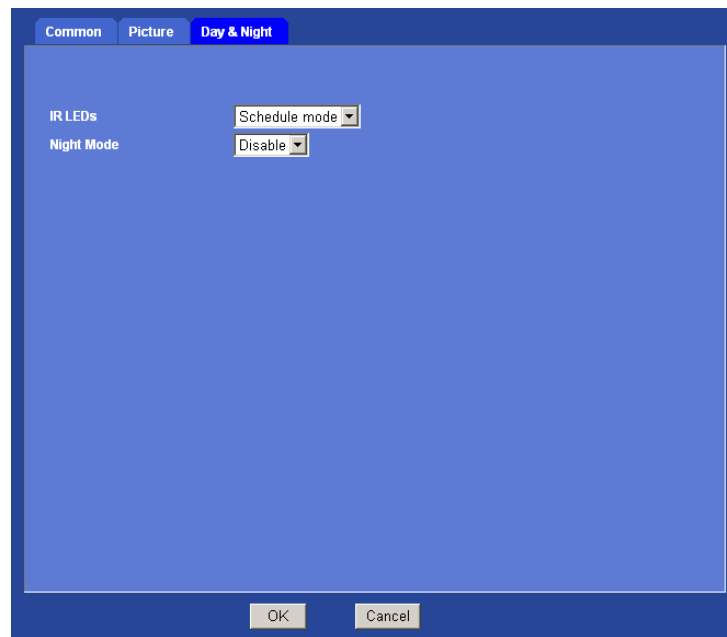 Common Picture Day & Night
IR LEDs Schedule mode
Night Mode Disable
OK Cancel